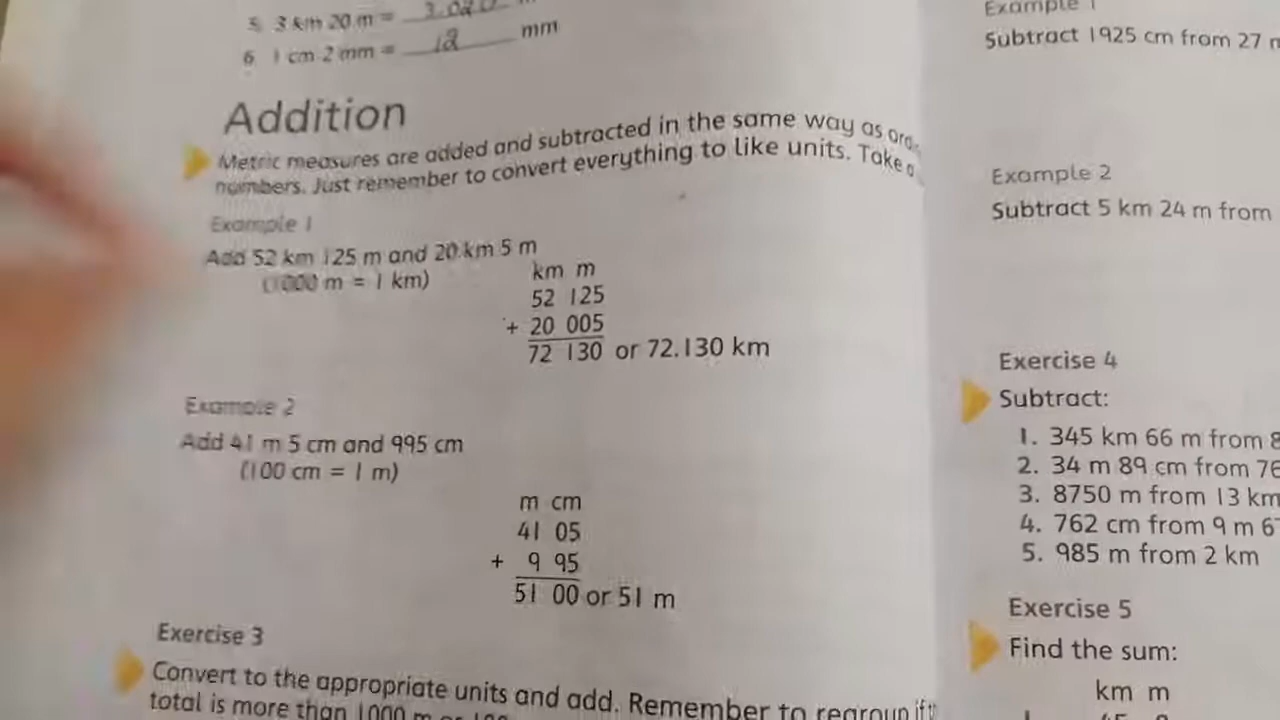 5. 3 km 20 m =
6. 1 cm 2 mm = 12 mm
Addition
Metric measures are added and subtracted in the same way as
numbers. Just remember to convert everything to like units. Take a
Example 1
Add 52 km 125 m and 20 km 5 m
(1000 m = 1 km)
km m
52 125
+ 20 005
72 130 or 72.130 km
Example 2
Add 41 m 5 cm and 995 cm
(100 cm = 1 m)
m cm
41 05
+ 9 95
51 00 or 51 m
Exercise 3
Convert to the appropriate units and add. Remember to regroup if
total is more than 1000 m or
Example 1
Subtract 1925 cm from 27
Example 2
Subtract 5 km 24 m from
Exercise 4
Subtract:
1. 345 km 66 m from
2. 34 m 89 cm from
3. 8750 m from 13 km
4. 762 cm from 9 m
5. 985 m from 2 km
Exercise 5
Find the sum:
km m